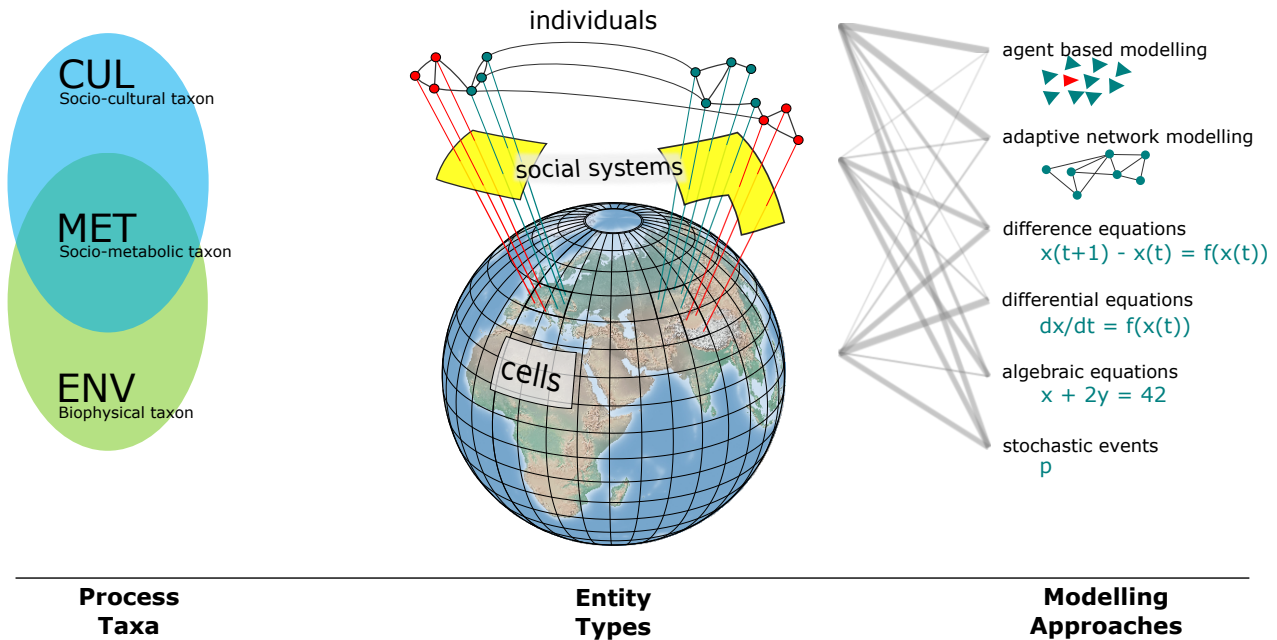 CUL
Socio-cultural taxon
MET
Socio-metabolic taxon
ENV
Biophysical taxon
individuals
social systems
cells
agent based modelling
adaptive network modelling
difference equations
x(t+1) - x(t) = f(x(t))
differential equations
dx/dt = f(x(t))
algebraic equations
x + 2y = 42
stochastic events
p
Process
Taxa
Entity
Types
Modelling
Approaches